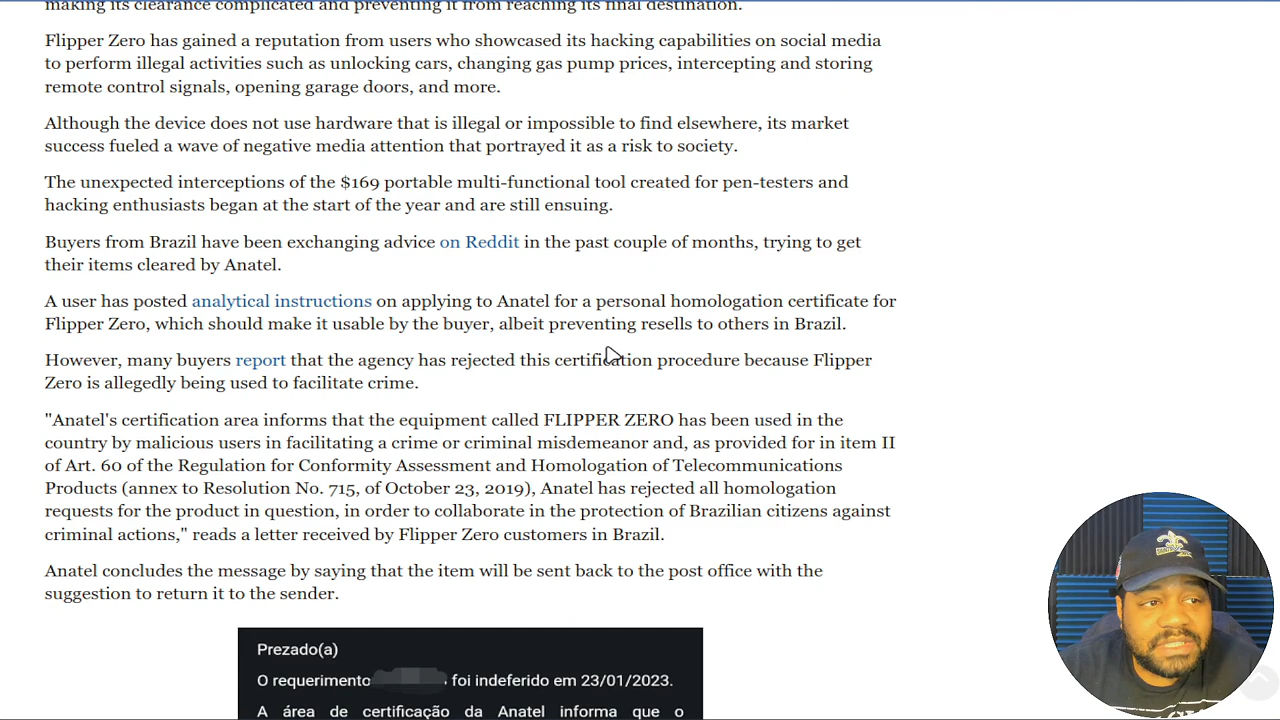 making its clearance complicated and preventing it from reaching its final destination.
Flipper Zero has gained a reputation from users who showcased its hacking capabilities on social media
to perform illegal activities such as unlocking cars, changing gas pump prices, intercepting and storing
remote control signals, opening garage doors, and more.
Although the device does not use hardware that is illegal or impossible to find elsewhere, its market
success fueled a wave of negative media attention that portrayed it as a risk to society.
The unexpected interceptions of the $169 portable multi-functional tool created for pen-testers and
hacking enthusiasts began at the start of the year and are still ensuing.
Buyers from Brazil have been exchanging advice on Reddit in the past couple of months, trying to get
their items cleared by Anatel.
A user has posted analytical instructions on applying to Anatel for a personal homologation certificate for
Flipper Zero, which should make it usable by the buyer, albeit preventing resells to others in Brazil.
However, many buyers report that the agency has rejected this certification procedure because Flipper
Zero is allegedly being used to facilitate crime.
"Anatel's certification area informs that the equipment called FLIPPER ZERO has been used in the
country by malicious users in facilitating a crime or criminal misdemeanor and, as provided for in item II
of Art. 60 of the Regulation for Conformity Assessment and Homologation of Telecommunications
Products (annex to Resolution No. 715, of October 23, 2019), Anatel has rejected all homologation
requests for the product in question, in order to collaborate in the protection of Brazilian citizens against
criminal actions," reads a letter received by Flipper Zero customers in Brazil.
Anatel concludes the message by saying that the item will be sent back to the post office with the
suggestion to return it to the sender.
Prezado(a)
O requerimento foi indeferido em 23/01/2023.
A área de certificação da Anatel informa que o